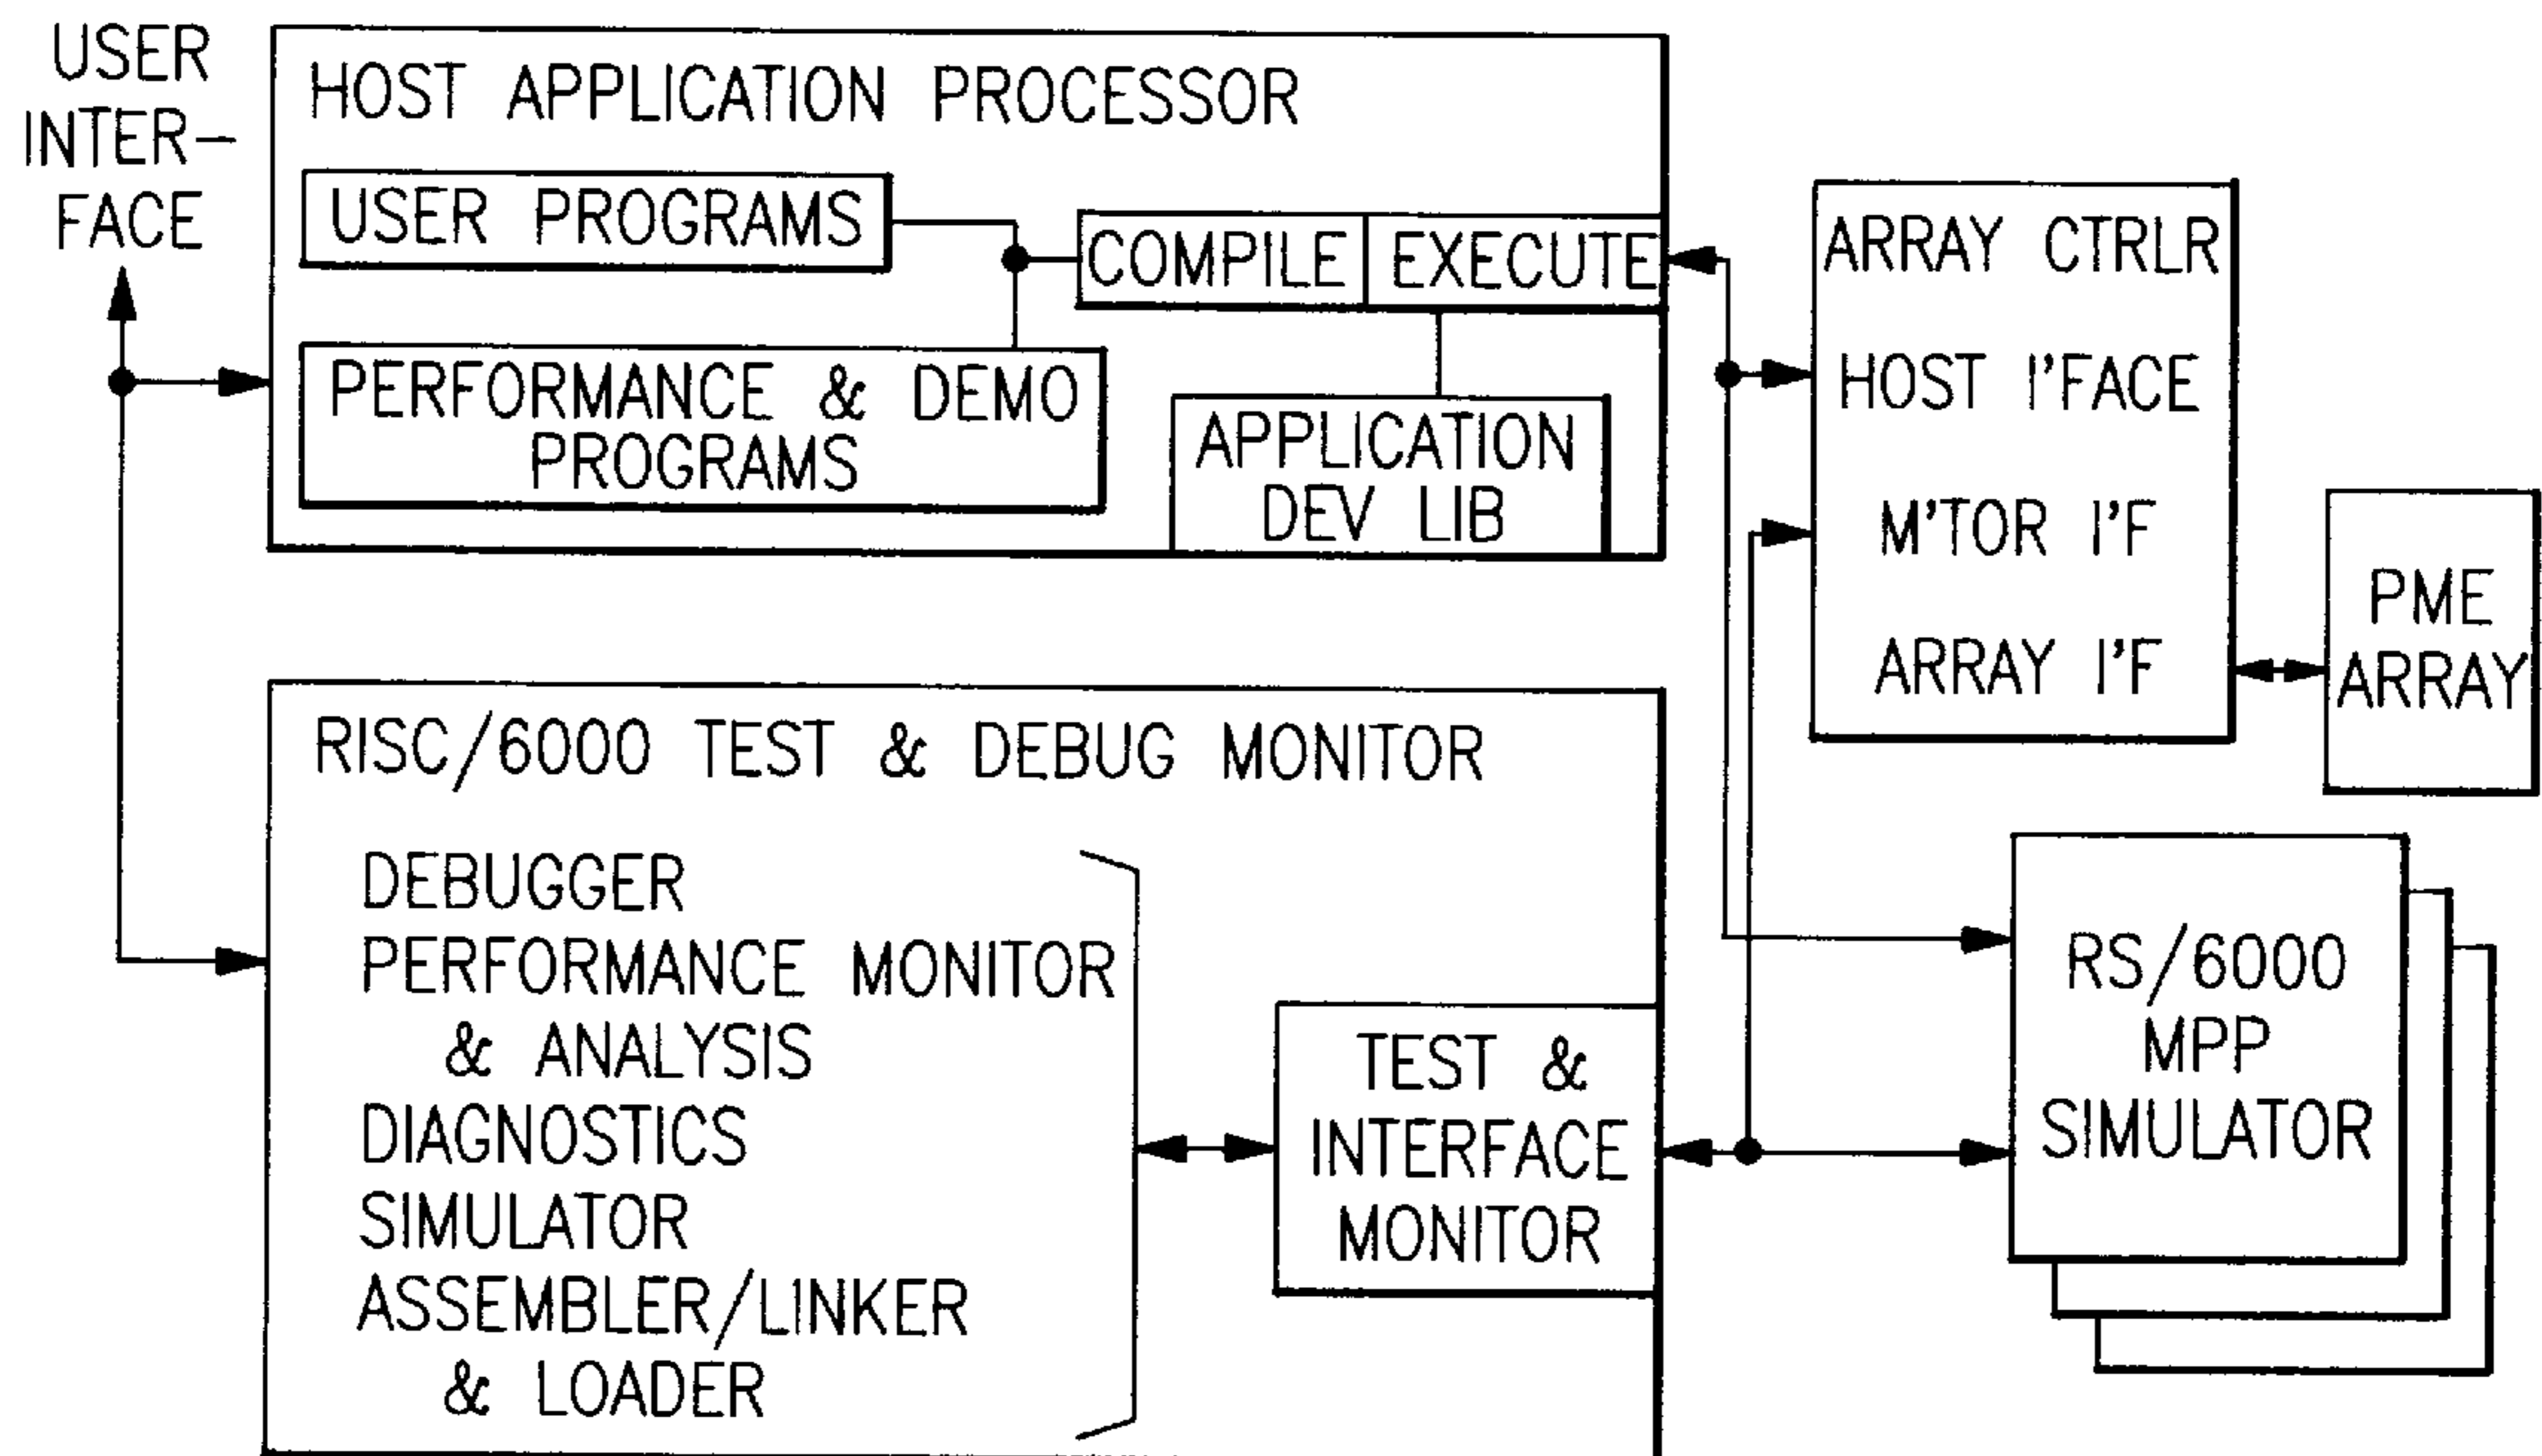 USER
INTER-
FACE
HOST APPLICATION PROCESSOR
USER PROGRAMS
COMPILE
EXECUTE
PERFORMANCE & DEMO
PROGRAMS
APPLICATION
DEV LIB
ARRAY CTRLR
HOST I'FACE
M'TOR I'F
ARRAY I'F
PME
ARRAY
RISC/6000 TEST & DEBUG MONITOR
DEBUGGER
PERFORMANCE MONITOR
& ANALYSIS
DIAGNOSTICS
SIMULATOR
ASSEMBLER/LINKER
& LOADER
TEST &
INTERFACE
MONITOR
RS/6000
MPP
SIMULATOR